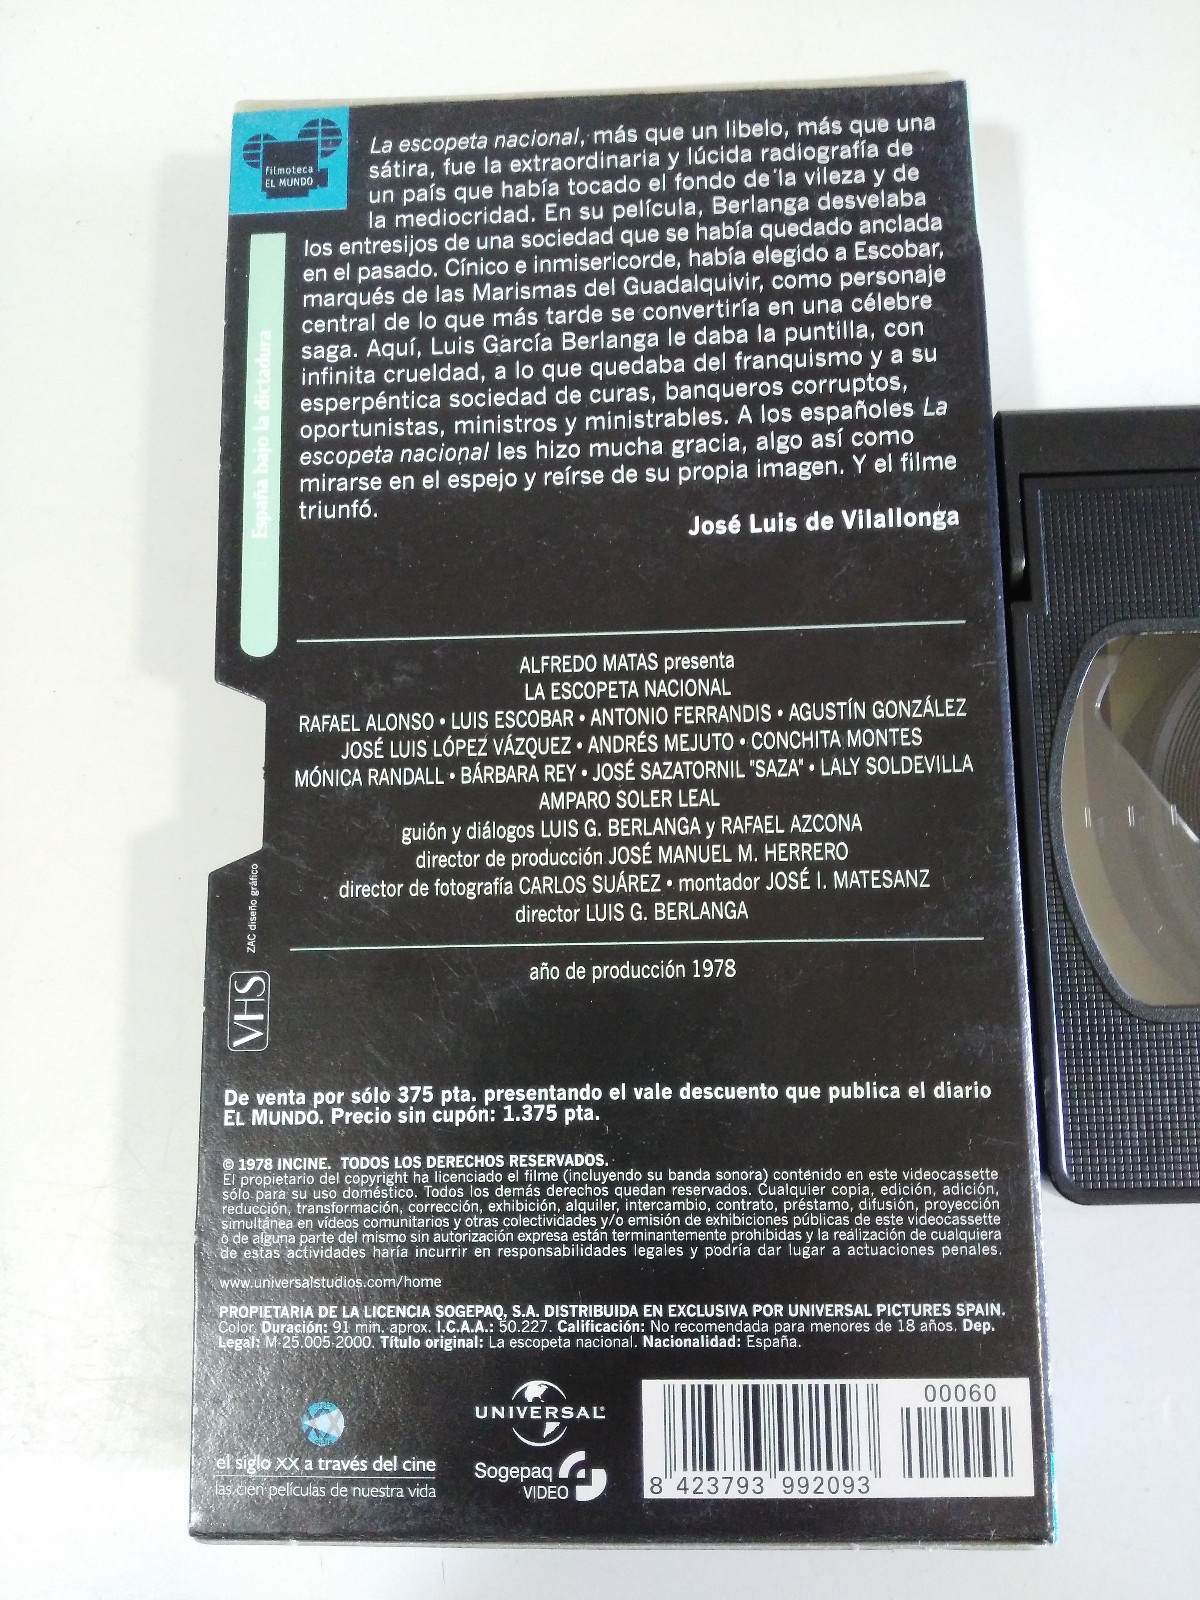 filmoteca
EL MUNDO
La escopeta nacional, más que un libelo, más que una
sátira, fue la extraordinaria y lúcida radiografía de
un país que había tocado el fondo de la vileza y de
la mediocridad. En su película, Berlanga desvelaba
los entresijos de una sociedad que se había quedado anclada
en el pasado. Cínico e inmisericorde, había elegido a Escobar,
marqués de las Marismas del Guadalquivir, como personaje
central de lo que más tarde se convertiría en una célebre
saga. Aquí, Luis García Berlanga le daba la puntilla, con
infinita crueldad, a lo que quedaba del franquismo y a su
esperpéntica sociedad de curas, banqueros corruptos,
oportunistas, ministros y ministrables. A los españoles La
escopeta nacional les hizo mucha gracia, algo así como
mirarse en el espejo y reírse de su propia imagen. Y el filme
triunfó.
José Luis de Vilallonga
España bajo la dictadura
ALFREDO MATAS presenta
LA ESCOPETA NACIONAL
RAFAEL ALONSO • LUIS ESCOBAR • ANTONIO FERRANDIS • AGUSTÍN GONZÁLEZ
JOSÉ LUIS LÓPEZ VÁZQUEZ • ANDRÉS MEJUTO • CONCHITA MONTES
MÓNICA RANDALL • BÁRBARA REY • JOSÉ SAZATORNIL "SAZA" • LALY SOLDEVILLA
AMPARO SOLER LEAL
guión y diálogos LUIS G. BERLANGA y RAFAEL AZCONA
director de producción JOSÉ MANUEL M. HERRERO
director de fotografía CARLOS SUÁREZ • montador JOSÉ I. MATESANZ
director LUIS G. BERLANGA
año de producción 1978
ZAC diseño gráfico
VHS
De venta por sólo 375 pta. presentando el vale descuento que publica el diario
EL MUNDO. Precio sin cupón: 1.375 pta.
© 1978 INCINE. TODOS LOS DERECHOS RESERVADOS.
El propietario del copyright ha licenciado el filme (incluyendo su banda sonora) contenido en este videocassette
sólo para su uso doméstico. Todos los demás derechos quedan reservados. Cualquier copia, edición, adición,
reducción, transformación, corrección, exhibición, alquiler, intercambio, contrato, préstamo, difusión, proyección
simultánea en vídeos comunitarios y otras colectividades y/o emisión de exhibiciones públicas de este videocassette
o de alguna parte del mismo sin autorización expresa están terminantemente prohibidas y la realización de cualquiera
de estas actividades haría incurrir en responsabilidades legales y podría dar lugar a actuaciones penales.
www.universalstudios.com/home
PROPIETARIA DE LA LICENCIA SOGEPAQ, S.A. DISTRIBUIDA EN EXCLUSIVA POR UNIVERSAL PICTURES SPAIN.
Color. Duración: 91 min. aprox. I.C.A.A.: 50.227. Calificación: No recomendada para menores de 18 años. Dep.
Legal: M-25.005-2000. Título original: La escopeta nacional. Nacionalidad: España.
el siglo XX a través del cine
las cien películas de nuestra vida
UNIVERSAL
Sogepaq
VIDEO
00060
8 423793 992093